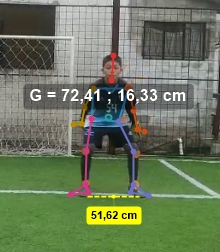 G = 72,41 ; 16,33 cm
51,62 cm